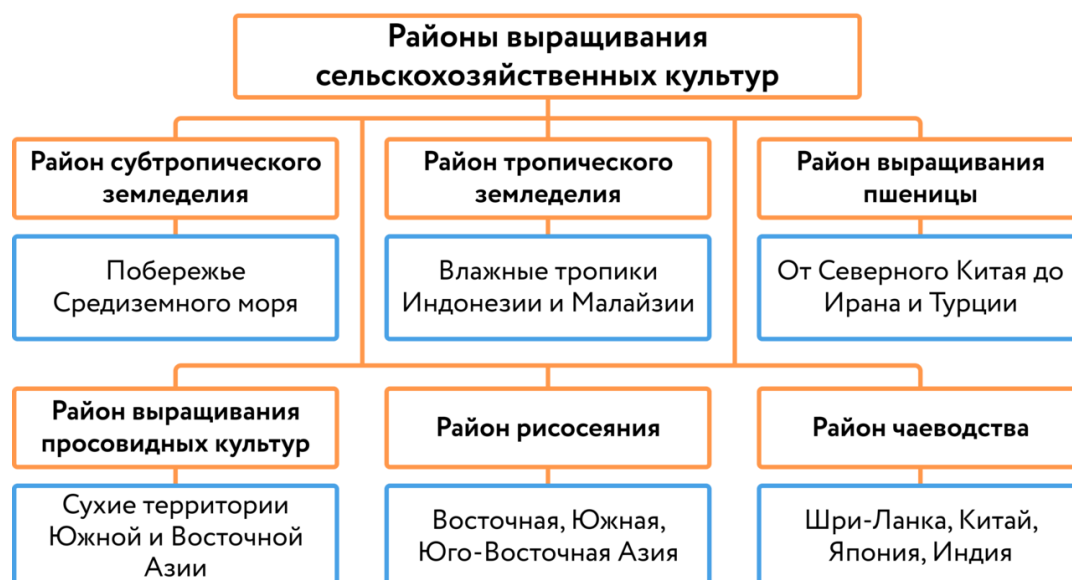 Районы выращивания
сельскохозяйственных культур
Район субтропического
земледелия
Побережье
Средиземного моря
Район тропического
земледелия
Влажные тропики
Индонезии и Малайзии
Район выращивания
пшеницы
От Северного Китая до
Ирана и Турции
Район выращивания
просовидных культур
Сухие территории
Южной и Восточной
Азии
Район рисосеяния
Восточная, Южная,
Юго-Восточная Азия
Район чаеводства
Шри-Ланка, Китай,
Япония, Индия